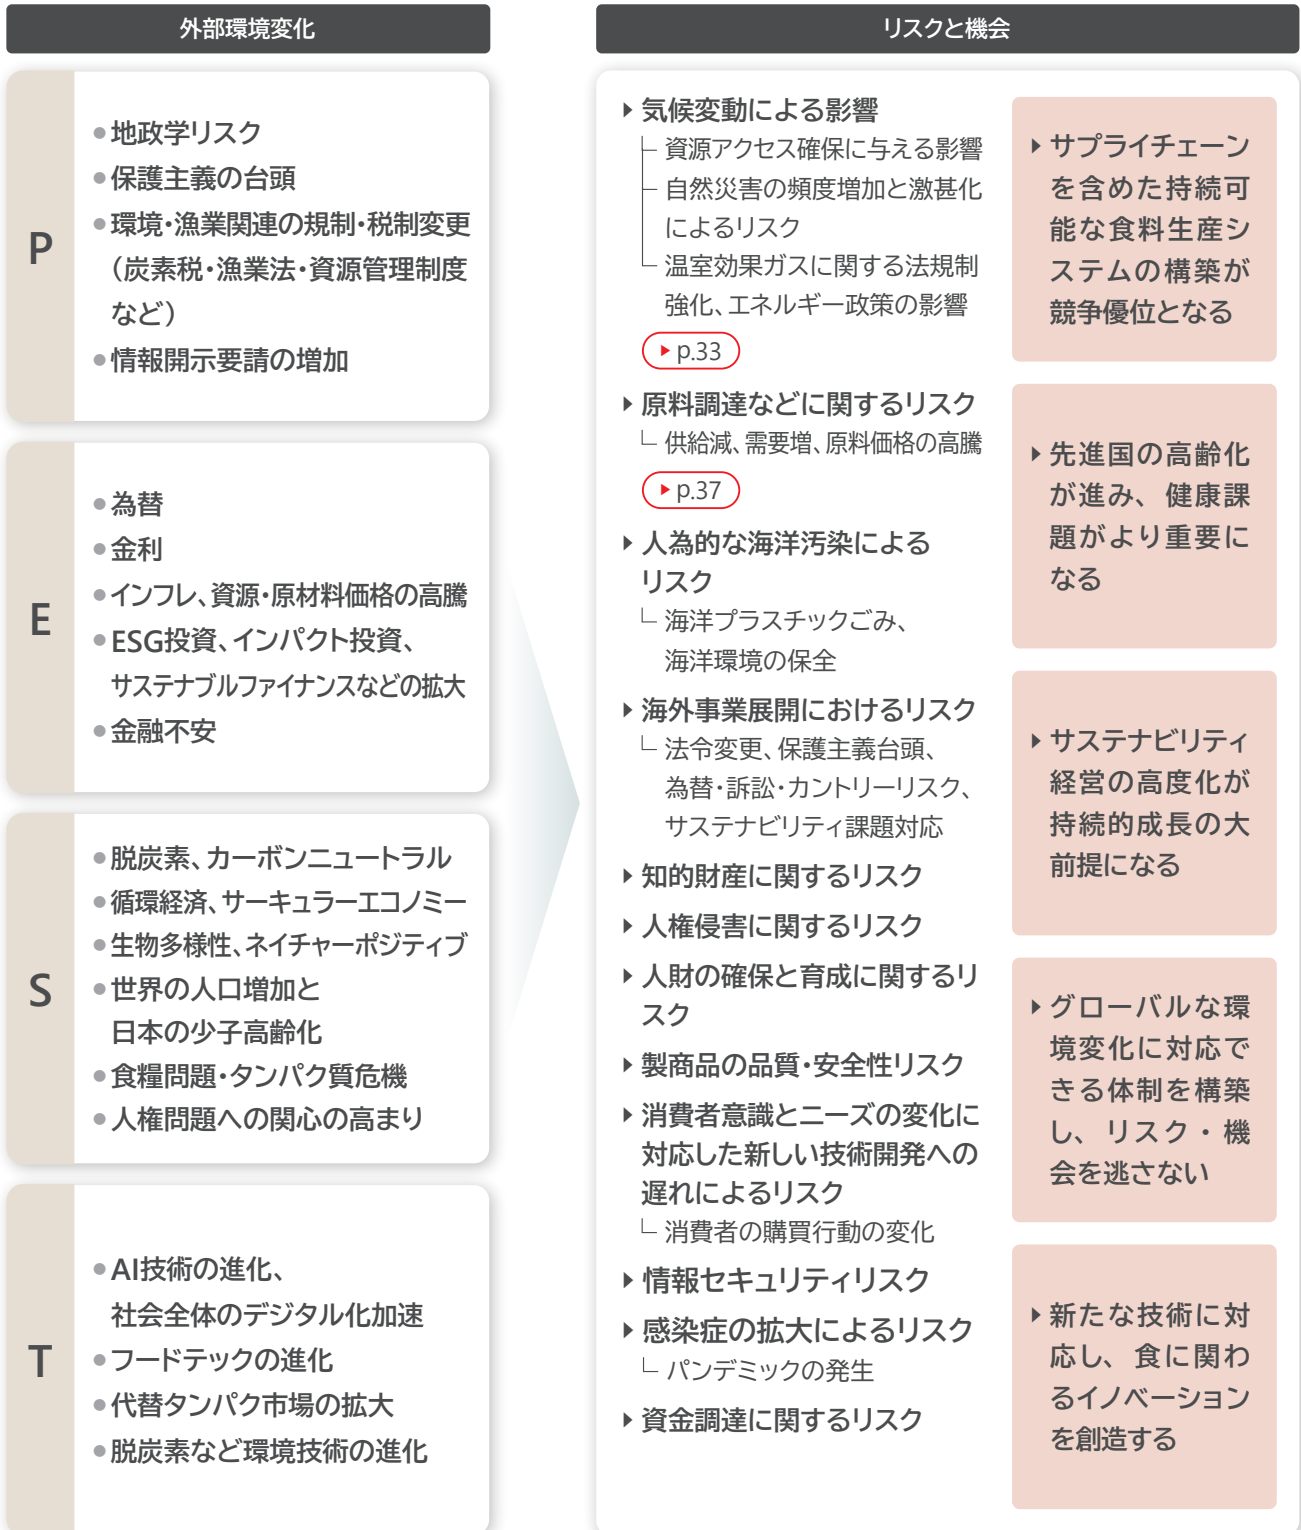 外部環境変化
P
●地政学リスク
●保護主義の台頭
●環境・漁業関連の規制・税制変更
（炭素税・漁業法・資源管理制度
など）
●情報開示要請の増加
E
●為替
●金利
●インフレ、資源・原材料価格の高騰
●ESG投資、インパクト投資、
サステナブルファイナンスなどの拡大
●金融不安
S
●脱炭素、カーボンニュートラル
●循環経済、サーキュラーエコノミー
●生物多様性、ネイチャーポジティブ
●世界の人口増加と
日本の少子高齢化
●食糧問題・タンパク質危機
●人権問題への関心の高まり
T
●AI技術の進化、
社会全体のデジタル化加速
●フードテックの進化
●代替タンパク市場の拡大
●脱炭素など環境技術の進化
リスクと機会
▶気候変動による影響
資源アクセス確保に与える影響
自然災害の頻度増加と激甚化
によるリスク
温室効果ガスに関する法規制
強化、エネルギー政策の影響
▶p.33
▶原料調達などに関するリスク
供給減、需要増、原料価格の高騰
▶p.37
▶人為的な海洋汚染による
リスク
海洋プラスチックごみ、
海洋環境の保全
▶海外事業展開におけるリスク
法令変更、保護主義台頭、
為替・訴訟・カントリーリスク、
サステナビリティ課題対応
▶知的財産に関するリスク
▶人権侵害に関するリスク
▶人財の確保と育成に関するリ
スク
▶製商品の品質・安全性リスク
▶消費者意識とニーズの変化に
対応した新しい技術開発への
遅れによるリスク
消費者の購買行動の変化
▶情報セキュリティリスク
▶感染症の拡大によるリスク
パンデミックの発生
▶資金調達に関するリスク
▶サプライチェーン
を含めた持続可
能な食料生産シ
ステムの構築が
競争優位となる
▶先進国の高齢化
が進み、健康課
題がより重要に
なる
▶サステナビリティ
経営の高度化が
持続的成長の大
前提になる
▶グローバルな環
境変化に対応で
きる体制を構築
し、リスク・機
会を逃さない
▶新たな技術に対
応し、食に関わ
るイノベーション
を創造する